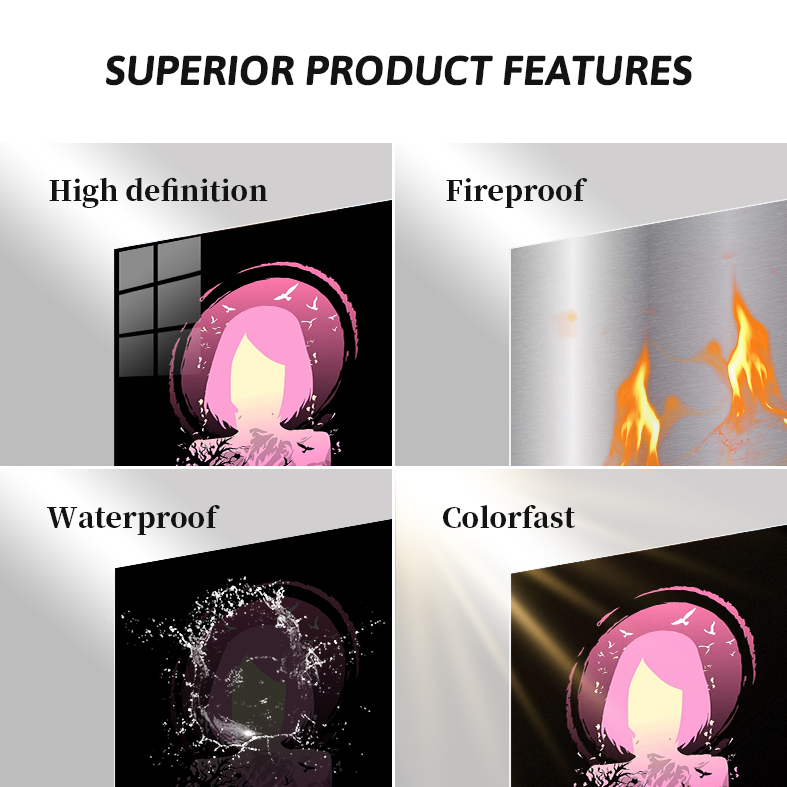 SUPERIOR PRODUCT FEATURES
High definition
Fireproof
Waterproof
Colorfast